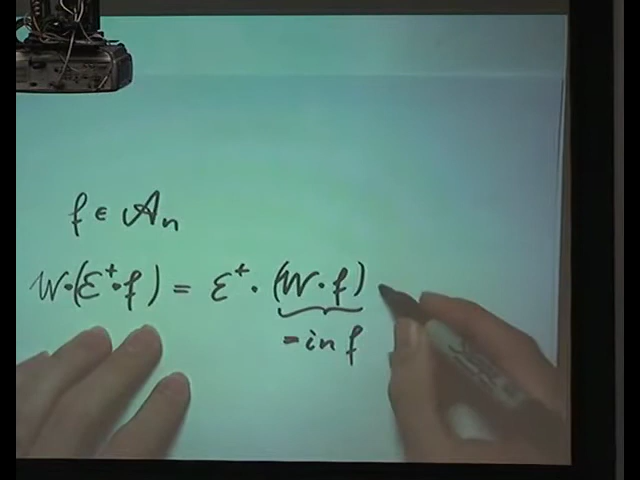 f ∈ 𝒜ₙ
W·(ℰ⁺·f) = ℰ⁺·(W·f)
= in f